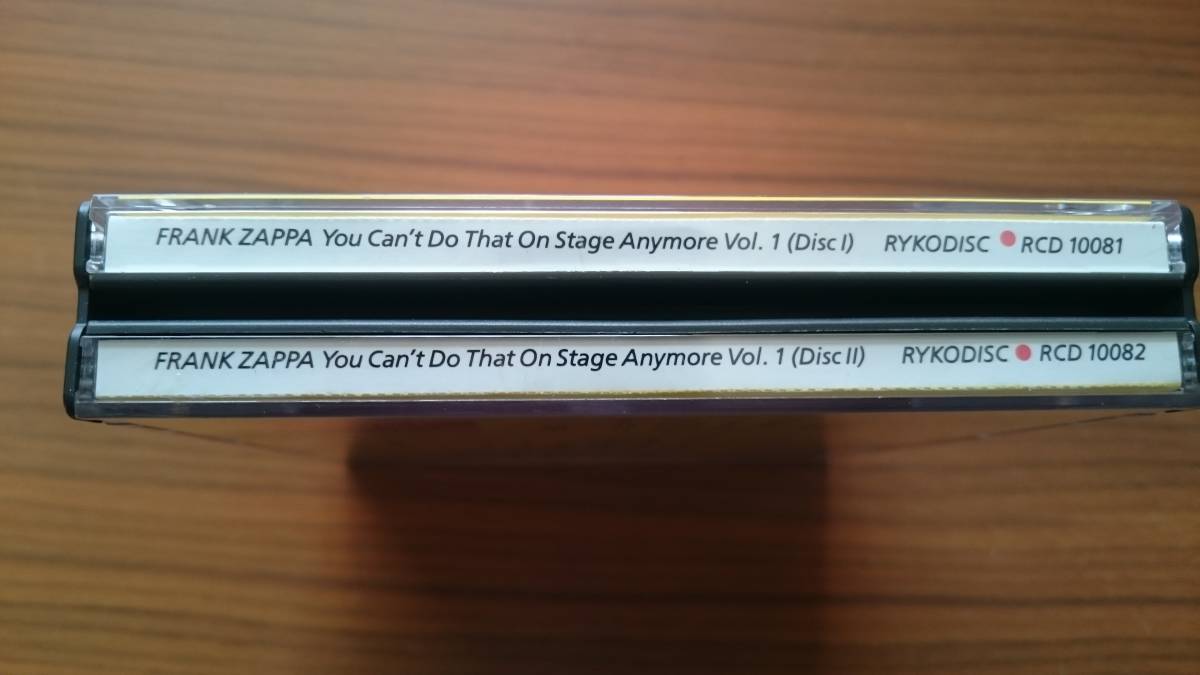 FRANK ZAPPA You Can't Do That On Stage Anymore Vol. 1 (Disc I) RYKODISC RCD 10081
FRANK ZAPPA You Can't Do That On Stage Anymore Vol. 1 (Disc II) RYKODISC RCD 10082